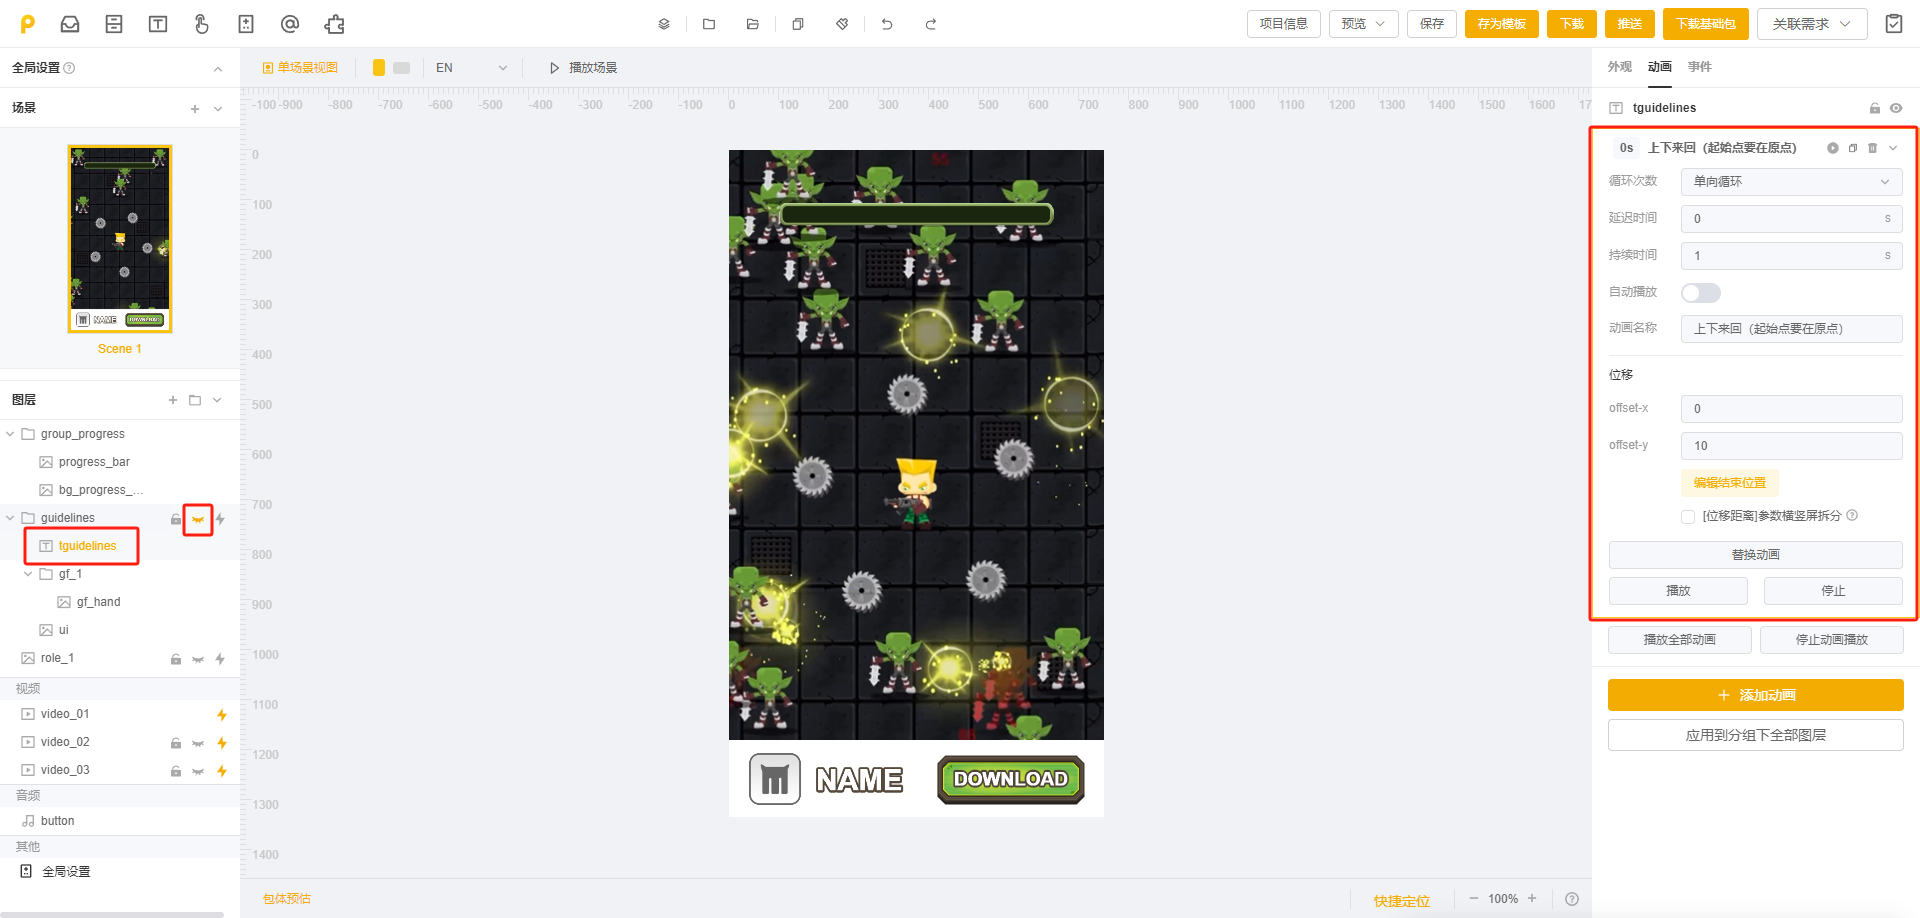 项目信息
预览
保存
存为模板
下载
推送
下载基础包
关联需求
全局设置
场景
NAME
DOWNLOAD
Scene 1
图层
group_progress
progress_bar
bg_progress_...
guidelines
tguidelines
gf_1
gf_hand
ui
role_1
视频
video_01
video_02
video_03
音频
button
其他
全局设置
单场景视图
EN
播放场景
-100 -900 -800 -700 -600 -500 -400 -300 -200 -100 0 100 200 300 400 500 600 700 800 900 1000 1100 1200 1300 1400 1500 1600 17
0
100
200
300
400
500
600
700
800
900
1000
1100
1200
1300
1400
NAME
DOWNLOAD
包体预估
快捷定位
100%
外观
动画
事件
tguidelines
0s 上下来回（起始点要在原点）
循环次数 单向循环
延迟时间 0 s
持续时间 1 s
自动播放
动画名称 上下来回（起始点要在原点）
位移
offset-x 0
offset-y 10
编辑结束位置
[位移距离]参数横竖屏拆分
替换动画
播放
停止
播放全部动画
停止动画播放
添加动画
应用到分组下全部图层